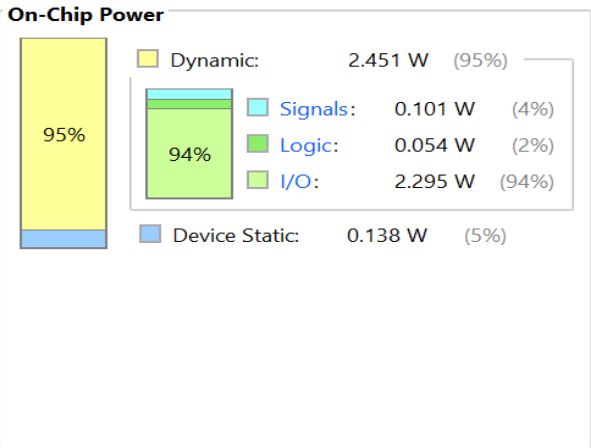 On-Chip Power
Dynamic: 2.451 W (95%)
95%
Signals: 0.101 W (4%)
Logic: 0.054 W (2%)
94%
I/O: 2.295 W (94%)
Device Static: 0.138 W (5%)